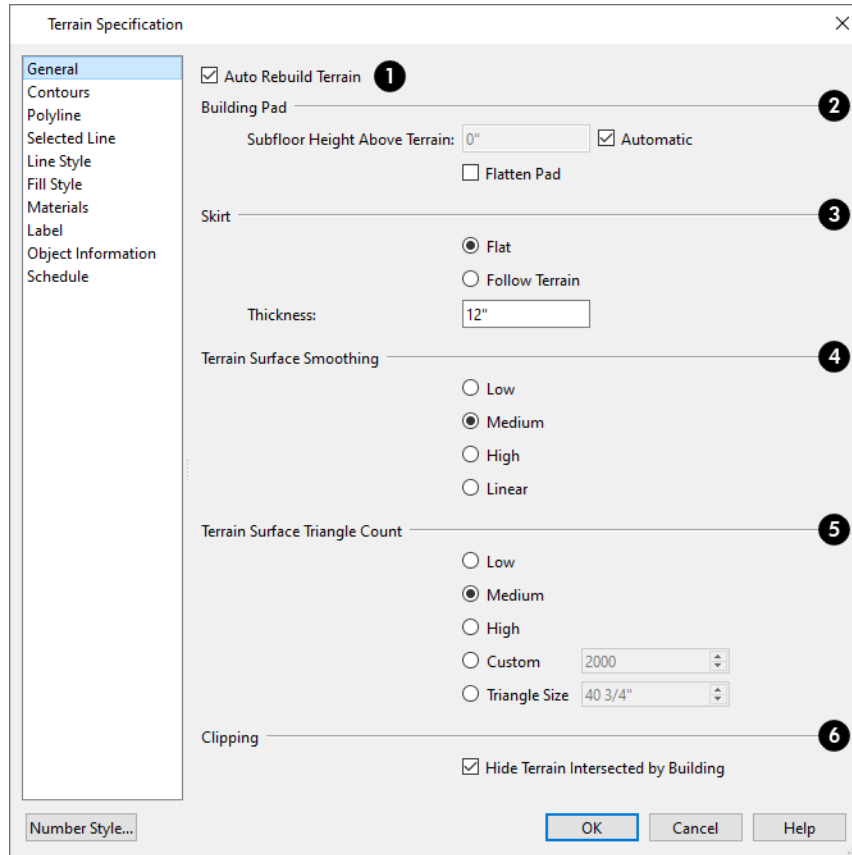 Terrain Specification
General
Contours
Polyline
Selected Line
Line Style
Fill Style
Materials
Label
Object Information
Schedule
Auto Rebuild Terrain 1
Building Pad 2
Subfloor Height Above Terrain: 0" Automatic
Flatten Pad
Skirt 3
Flat
Follow Terrain
Thickness: 12"
Terrain Surface Smoothing 4
Low
Medium
High
Linear
Terrain Surface Triangle Count 5
Low
Medium
High
Custom 2000
Triangle Size 40 3/4"
Clipping 6
Hide Terrain Intersected by Building
Number Style... OK Cancel Help